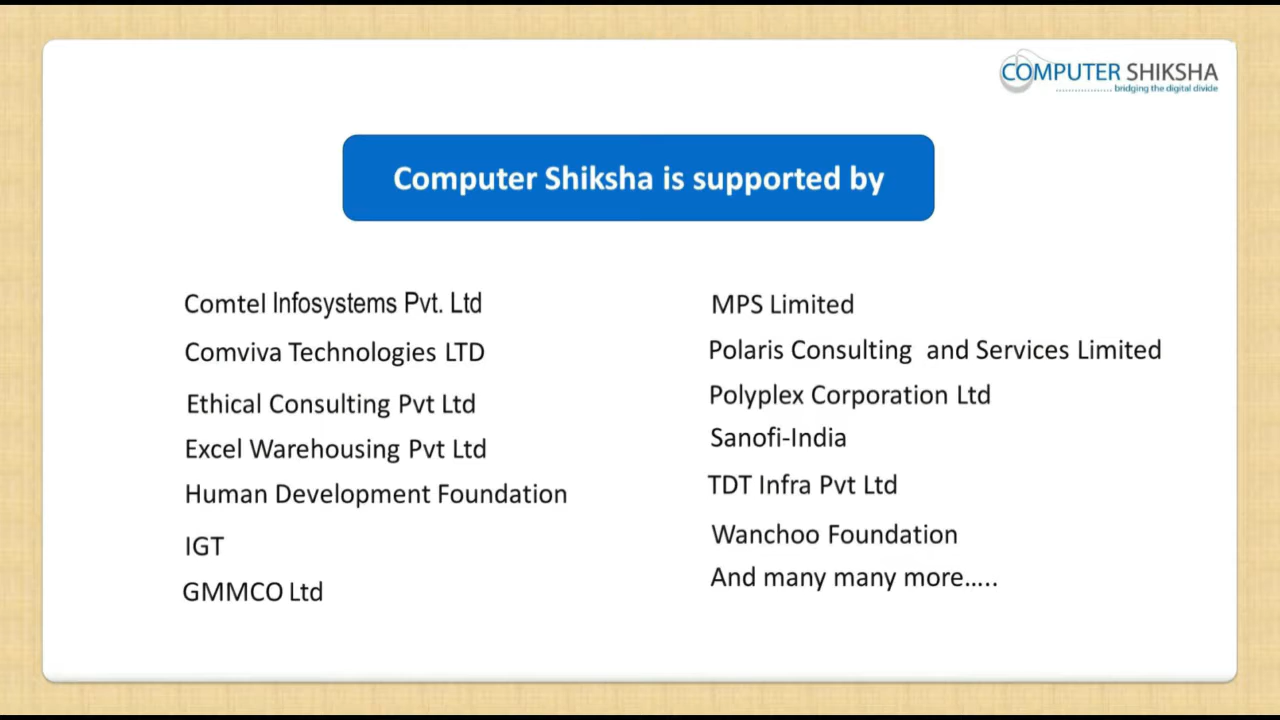 COMPUTER SHIKSHA
bridging the digital divide
Computer Shiksha is supported by
Comtel Infosystems Pvt. Ltd
Comviva Technologies LTD
Ethical Consulting Pvt Ltd
Excel Warehousing Pvt Ltd
Human Development Foundation
IGT
GMMCO Ltd
MPS Limited
Polaris Consulting  and Services Limited
Polyplex Corporation Ltd
Sanofi-India
TDT Infra Pvt Ltd
Wanchoo Foundation
And many many more…..